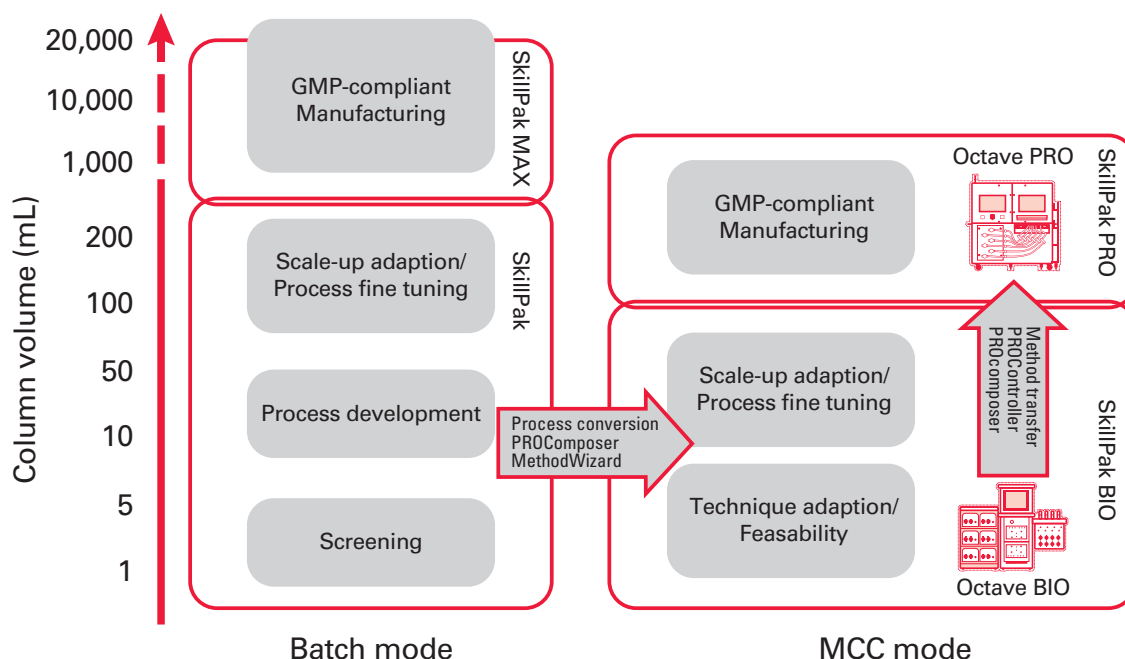 Column volume (mL)
20,000
10,000
1,000
200
100
50
10
5
1
GMP-compliant
Manufacturing
SkillPak MAX
Scale-up adaption/
Process fine tuning
SkillPak
Process development
Screening
Process conversion
PROComposer
MethodWizard
GMP-compliant
Manufacturing
Octave PRO
SkillPak PRO
Scale-up adaption/
Process fine tuning
Technique adaption/
Feasability
Method transfer
PROController
PROcomposer
Octave BIO
SkillPak BIO
Batch mode
MCC mode